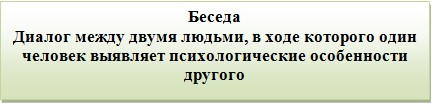 Беседа
Диалог между двумя людьми, в ходе которого один
человек выявляет психологические особенности
другого